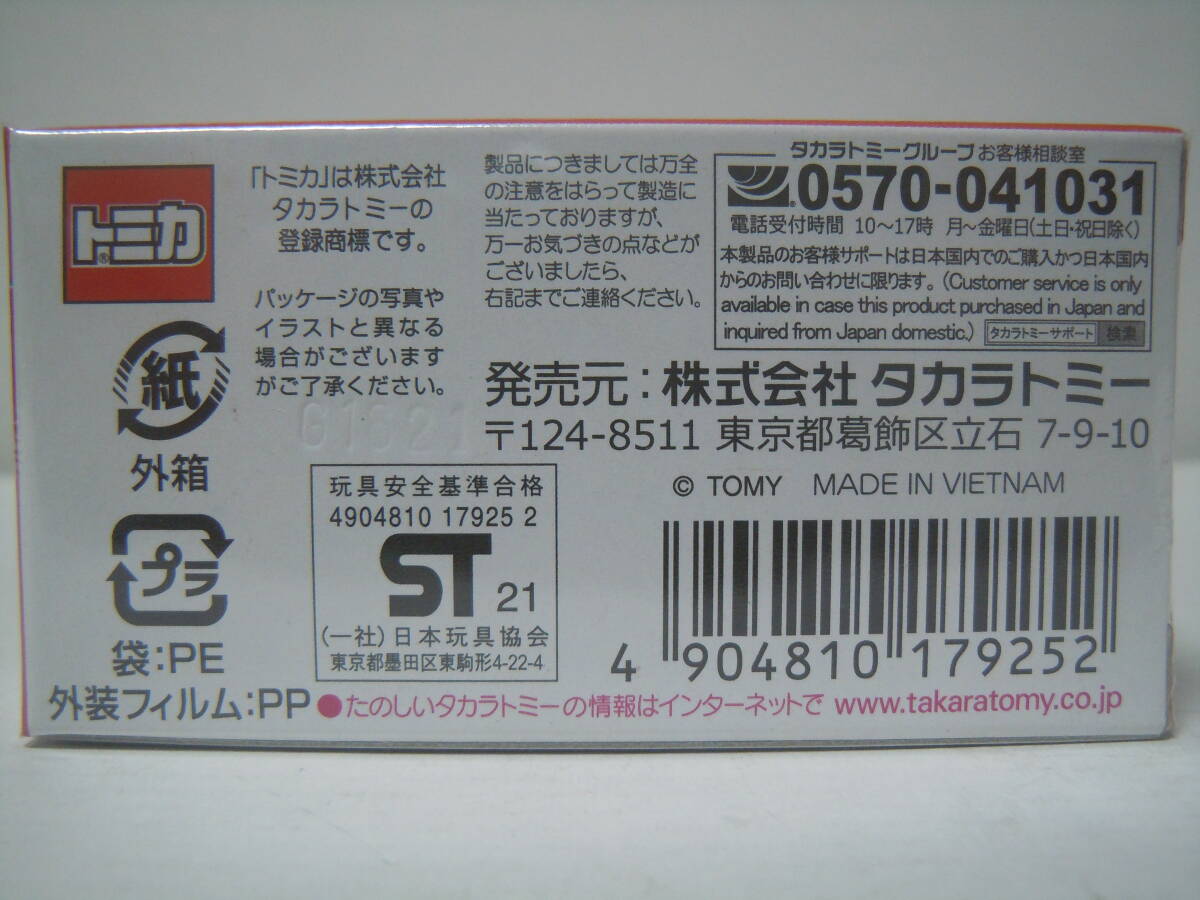 トミカ®
「トミカ」は株式会社
タカラトミーの
登録商標です。
パッケージの写真や
イラストと異なる
場合がございます
がご了承ください。
製品につきましては万全
の注意をはらって製造に
当たっておりますが、
万一お気づきの点などが
ございましたら、
右記までご連絡ください。
タカラトミーグループ お客様相談室
0570-041031
電話受付時間 10～17時 月～金曜日(土日・祝日除く)
本製品のお客様サポートは日本国内でのご購入かつ日本国内
からのお問い合わせに限ります。(Customer service is only
available in case this product purchased in Japan and
inquired from Japan domestic.) タカラトミーサポート 検索
発売元：株式会社 タカラトミー
〒124-8511 東京都葛飾区立石 7-9-10
© TOMY MADE IN VIETNAM
紙
外箱
プラ
袋：PE
外装フィルム：PP
玩具安全基準合格
4904810 17925 2
ST 21
(一社)日本玩具協会
東京都墨田区東駒形4-22-4
4 904810 179252
●たのしいタカラトミーの情報はインターネットで www.takaratomy.co.jp